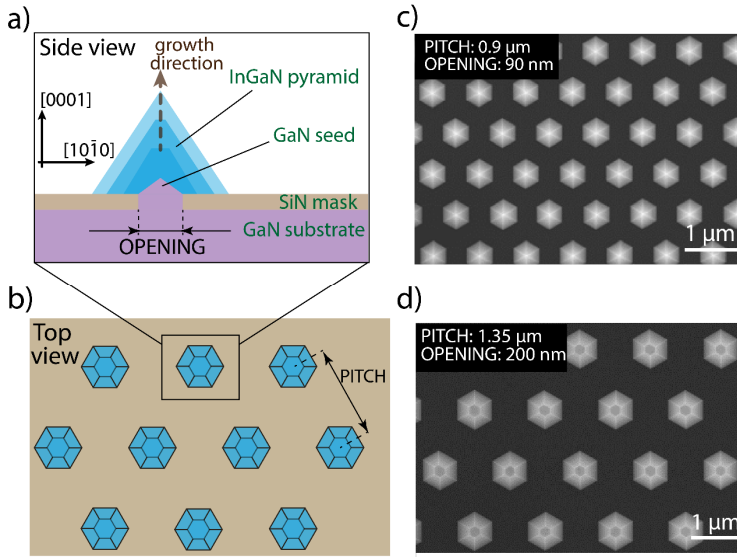 a)
Side view
growth
direction
InGaN pyramid
[0001]
GaN seed
[101̄0]
SiN mask
GaN substrate
OPENING
b)
Top
view
PITCH
c)
PITCH: 0.9 μm
OPENING: 90 nm
1 μm
d)
PITCH: 1.35 μm
OPENING: 200 nm
1 μm